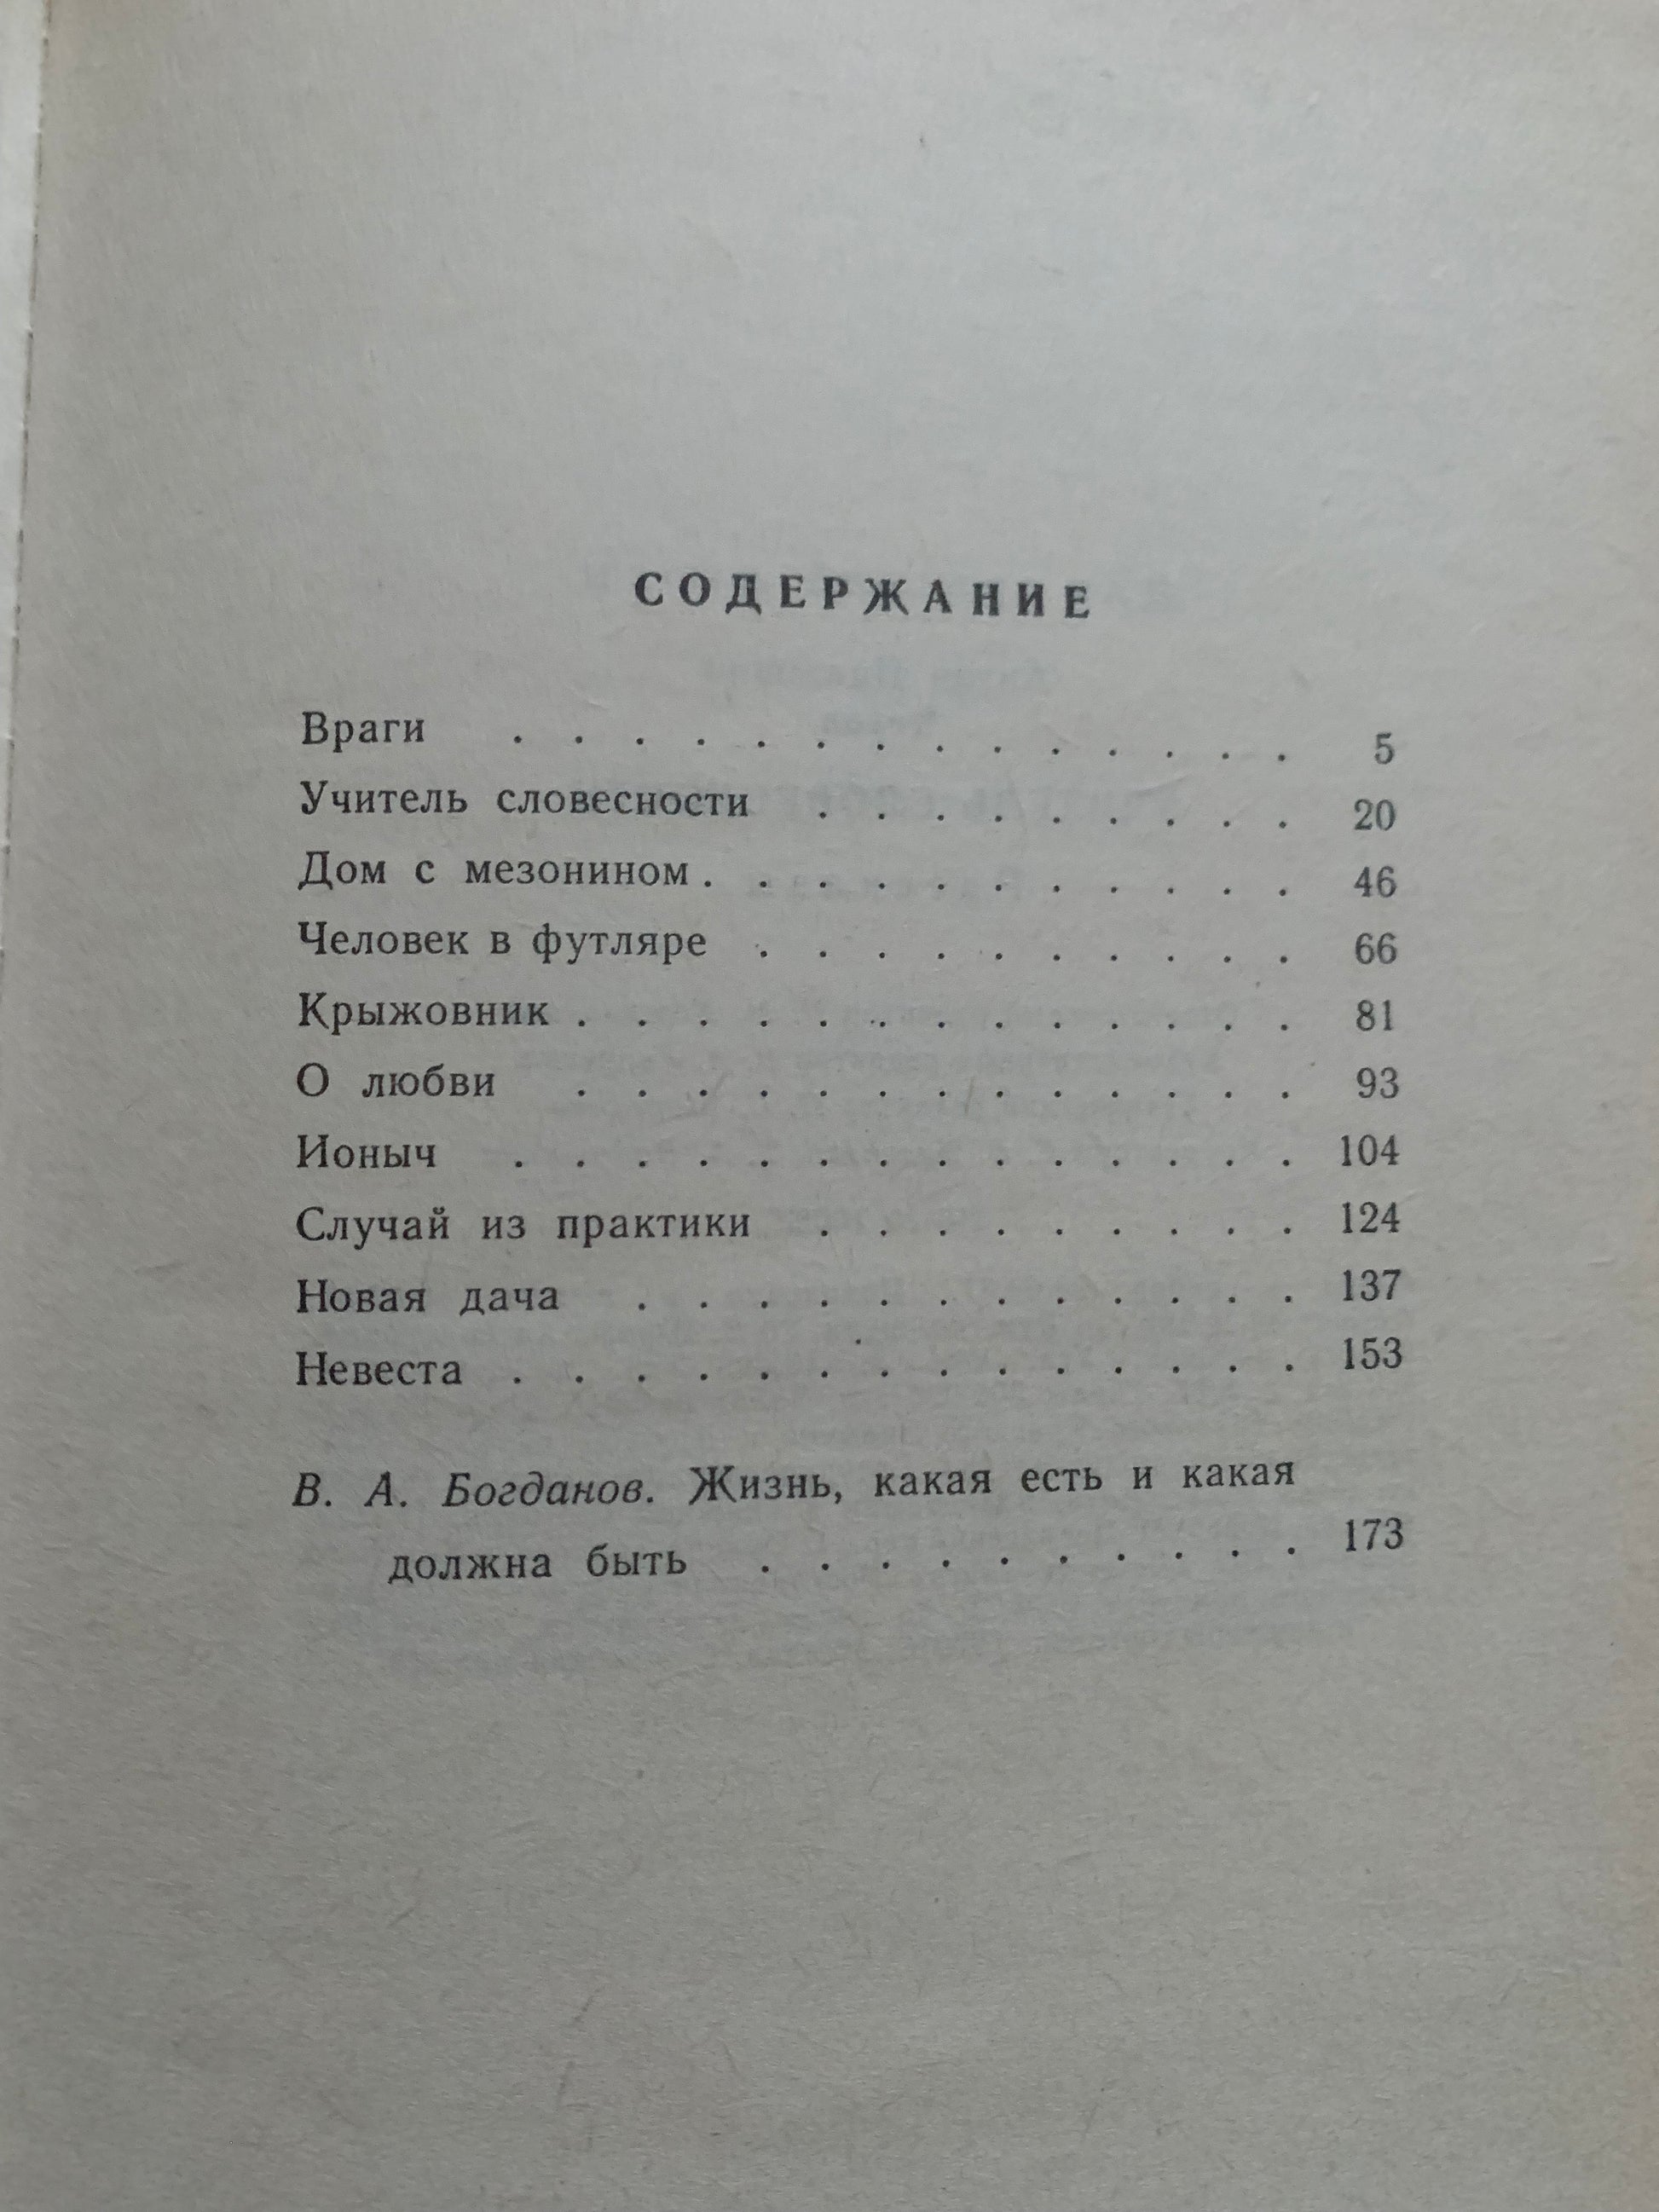 СОДЕРЖАНИЕ
Враги . . . . . . . . . . . . . . 5
Учитель словесности . . . . . . . . . 20
Дом с мезонином . . . . . . . . . . . 46
Человек в футляре . . . . . . . . . . 66
Крыжовник . . . . . . . . . . . . . 81
О любви . . . . . . . . . . . . . 93
Ионыч . . . . . . . . . . . . . . 104
Случай из практики . . . . . . . . . 124
Новая дача . . . . . . . . . . . . 137
Невеста . . . . . . . . . . . . . . 153
В. А. Богданов. Жизнь, какая есть и какая
должна быть . . . . . . . . . . 173